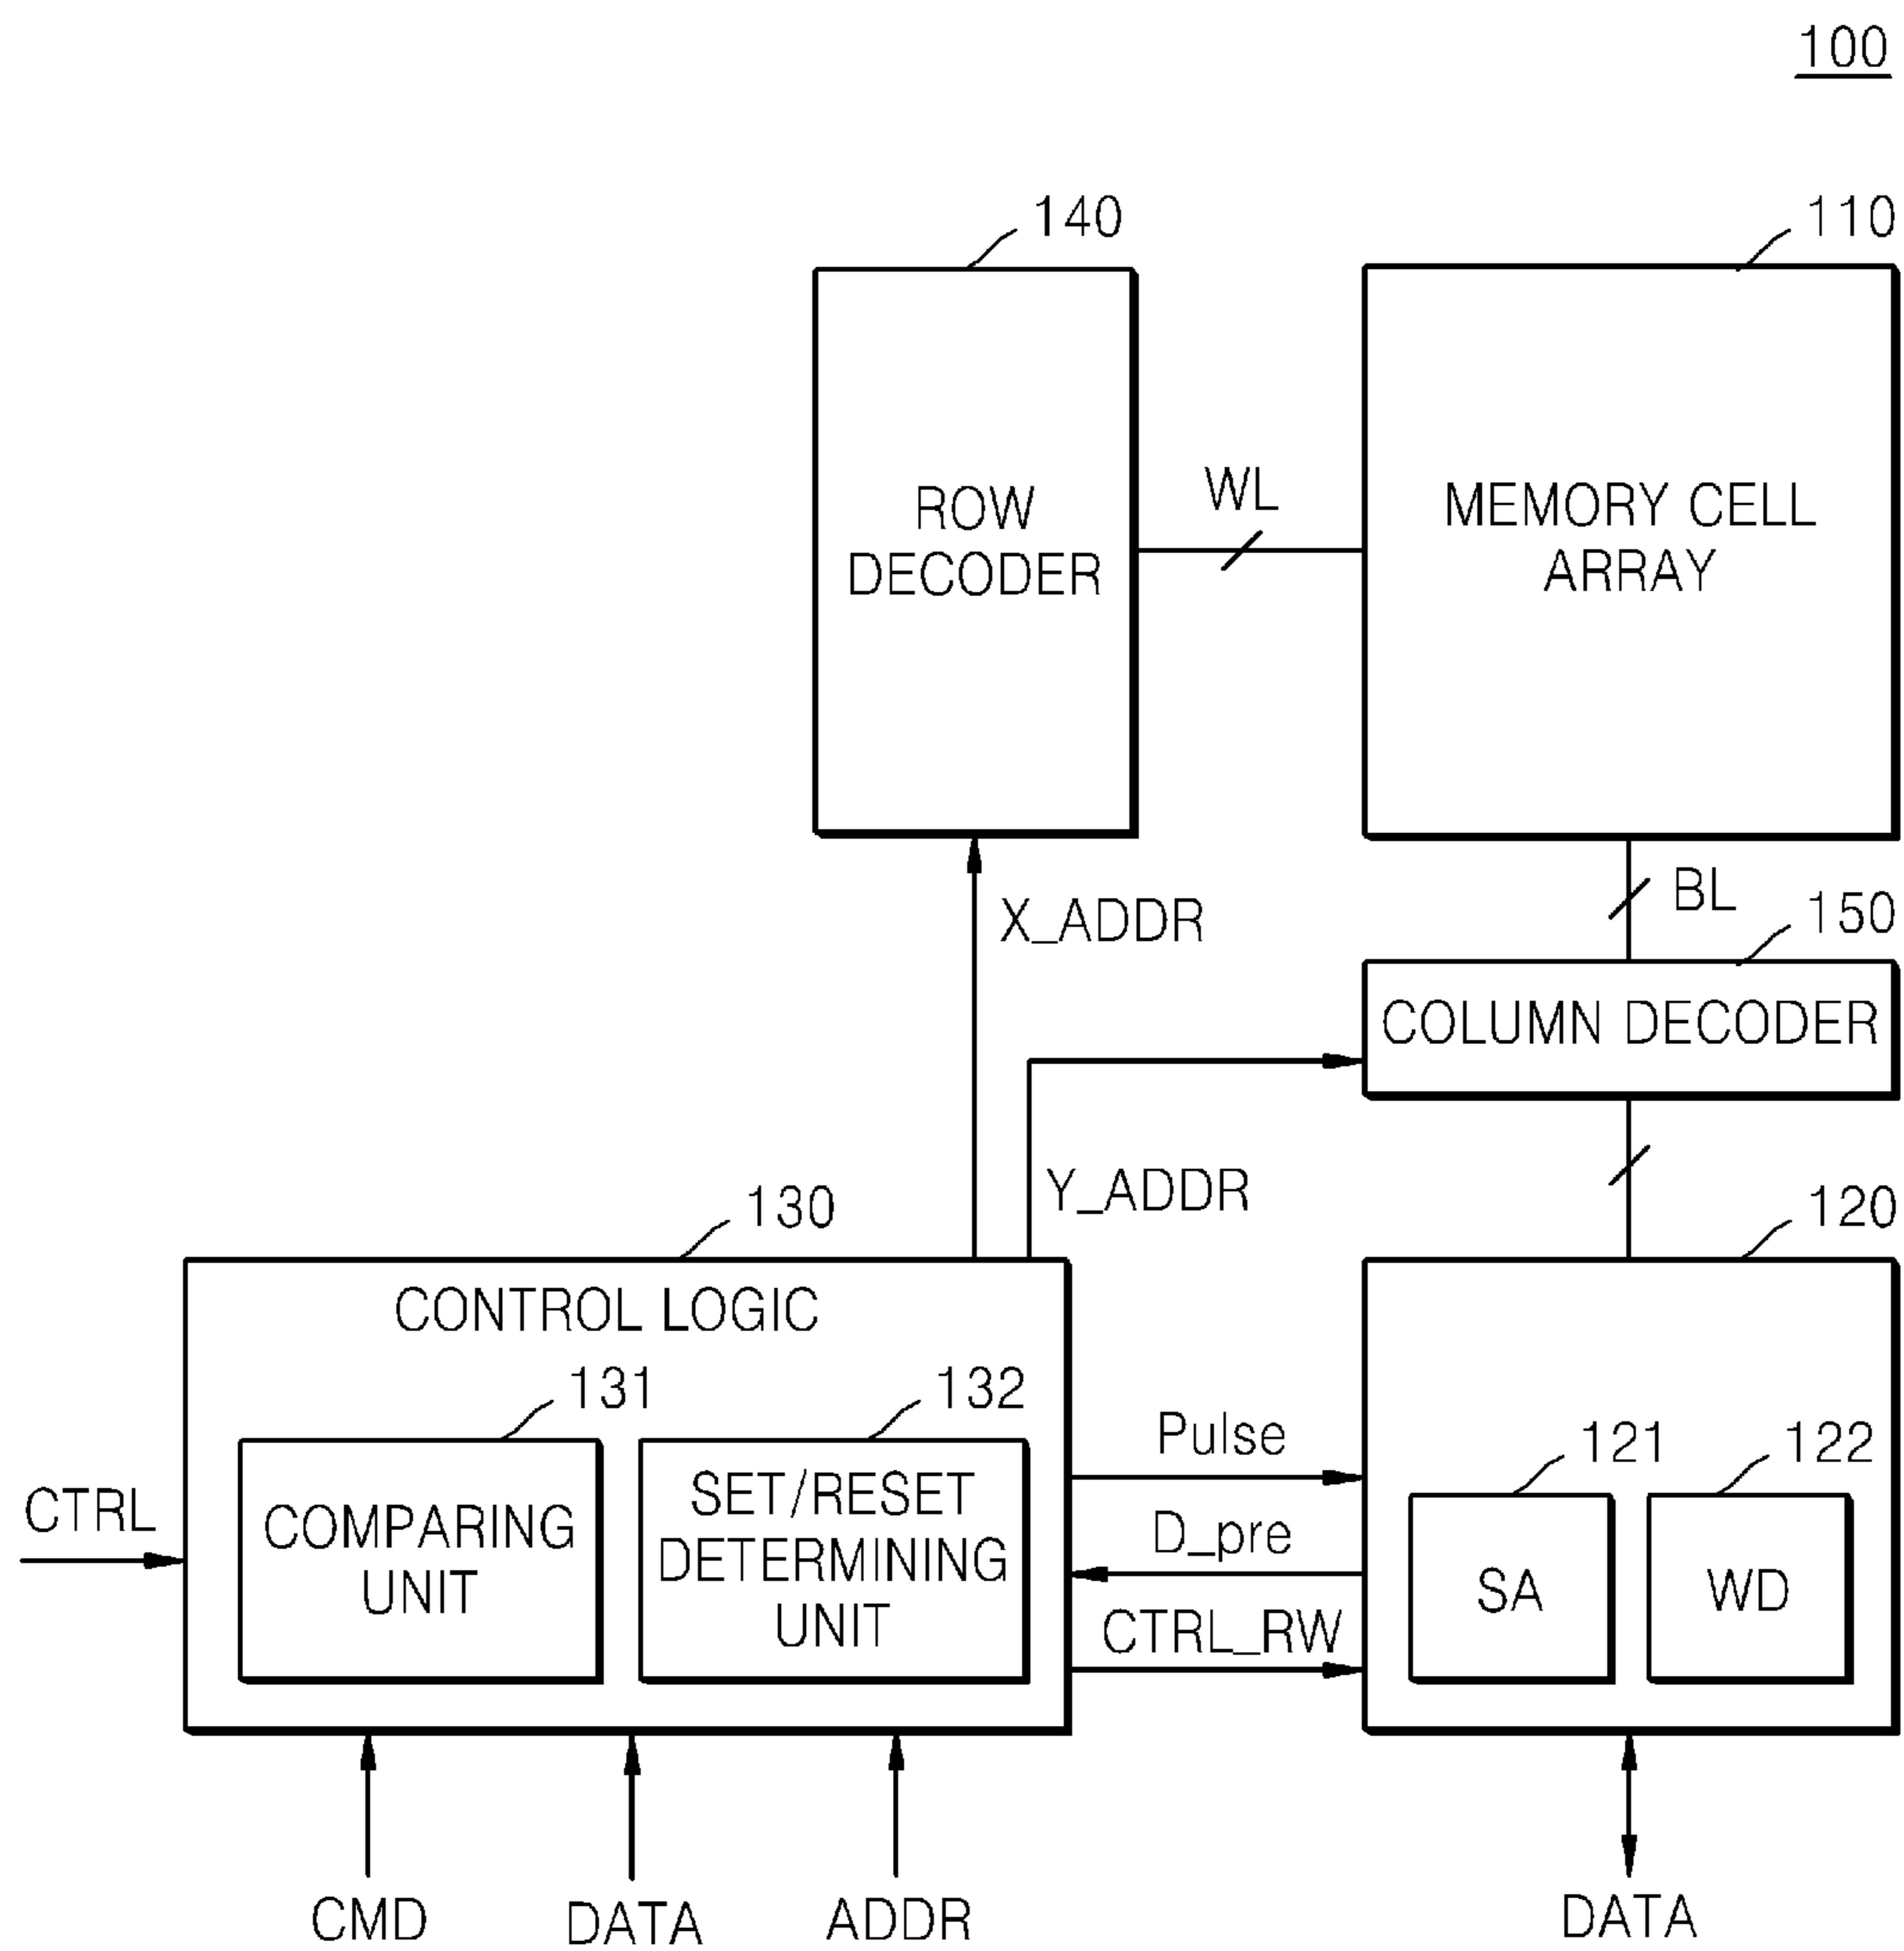 100
140
110
ROW
DECODER
WL
MEMORY CELL
ARRAY
X_ADDR
BL
150
COLUMN DECODER
Y_ADDR
130
120
CONTROL LOGIC
131
132
Pulse
121
122
CTRL
COMPARING
UNIT
SET/RESET
DETERMINING
UNIT
D_pre
SA
WD
CTRL_RW
CMD
DATA
ADDR
DATA